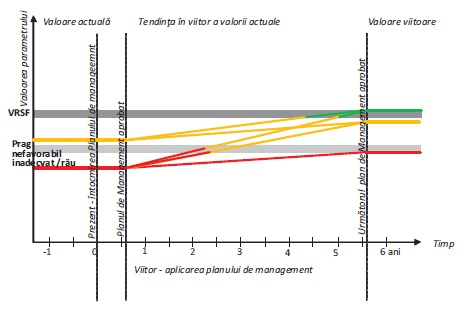 Valoare actuală
Tendința în viitor a valorii actuale
Valoare viitoare
Valoarea parametrului
Prezent - întocmirea Planului de manageemnt
Planul de Management aprobat
Următorul plan de Management aprobat
VRSF
Prag
nefavorabil
inadecvat/rău
-1
0
1
2
3
4
5
6 ani
Timp
Viitor - aplicarea planului de management